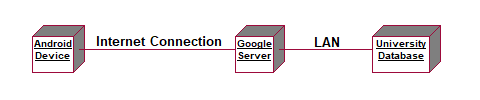 Android
Device
Internet Connection
Google
Server
LAN
University
Database